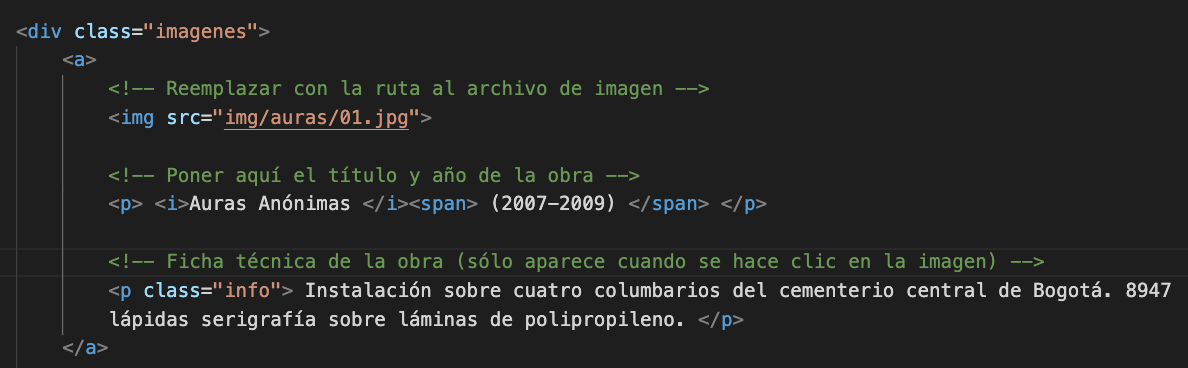 <div class="imagenes">
<a>
<!-- Reemplazar con la ruta al archivo de imagen -->
<img src="img/auras/01.jpg">
<!-- Poner aquí el título y año de la obra -->
<p> <i>Auras Anónimas </i><span> (2007-2009) </span> </p>
<!-- Ficha técnica de la obra (sólo aparece cuando se hace clic en la imagen) -->
<p class="info"> Instalación sobre cuatro columbarios del cementerio central de Bogotá. 8947
lápidas serigrafía sobre láminas de polipropileno. </p>
</a>